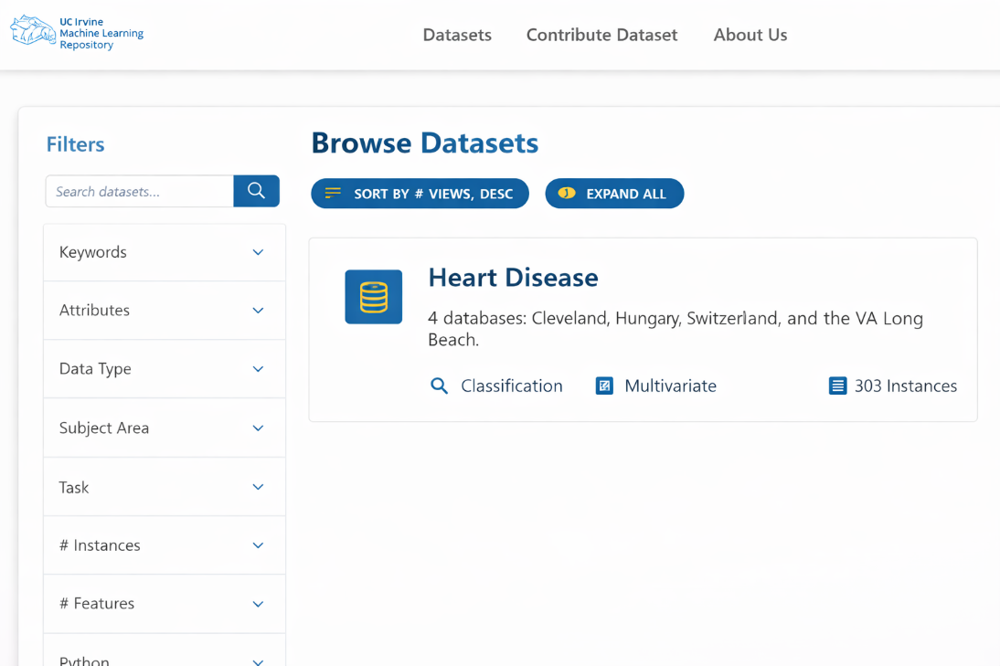 UC Irvine
Machine Learning
Repository
Datasets
Contribute Dataset
About Us
Filters
Search datasets...
Keywords
Attributes
Data Type
Subject Area
Task
# Instances
# Features
Python
Browse Datasets
SORT BY # VIEWS, DESC
EXPAND ALL
Heart Disease
4 databases: Cleveland, Hungary, Switzerland, and the VA Long
Beach.
Classification
Multivariate
303 Instances